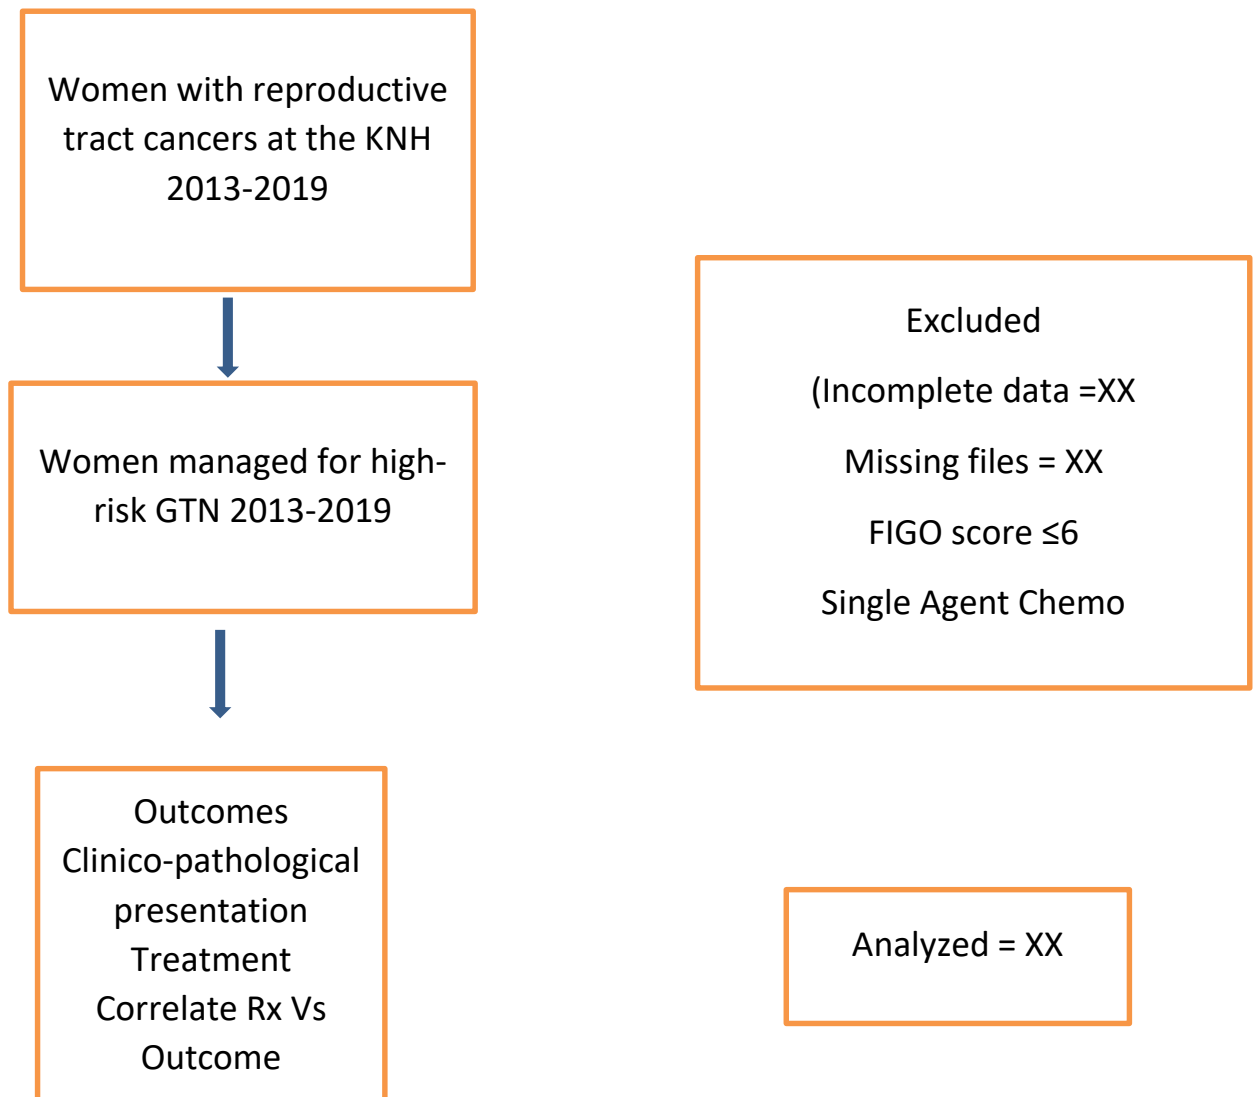 Women with reproductive
tract cancers at the KNH
2013-2019
Women managed for high-
risk GTN 2013-2019
Excluded
(Incomplete data =XX
Missing files = XX
FIGO score ≤6
Single Agent Chemo
Outcomes
Clinico-pathological
presentation
Treatment
Correlate Rx Vs
Outcome
Analyzed = XX